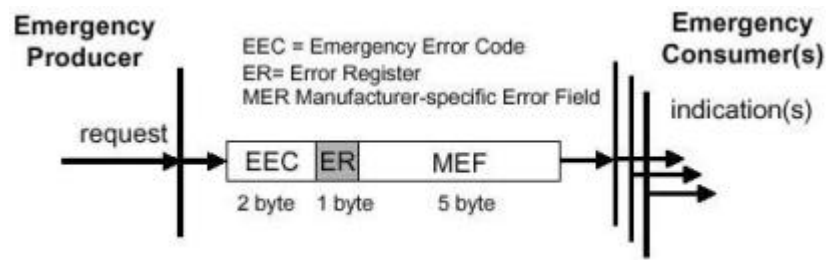 Emergency
Producer
EEC = Emergency Error Code
ER= Error Register
MER Manufacturer-specific Error Field
Emergency
Consumer(s)
request
indication(s)
EEC ER MEF
2 byte 1 byte 5 byte